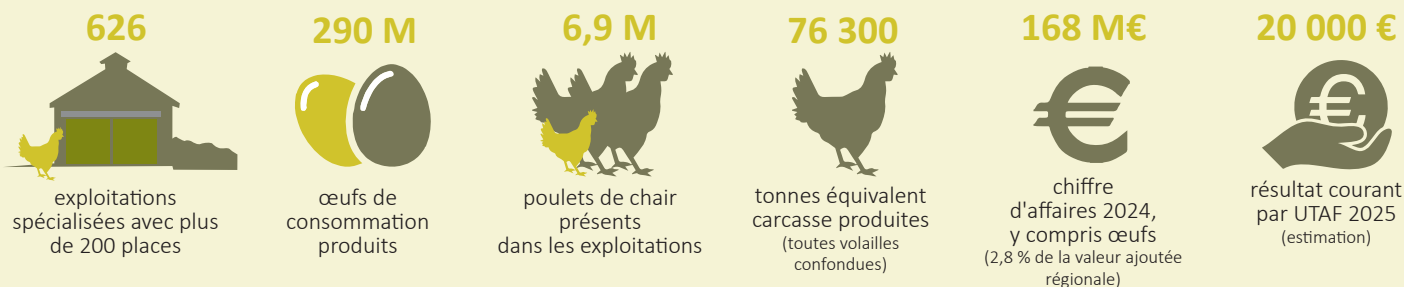 626
exploitations
spécialisées avec plus
de 200 places
290 M
œufs de
consommation
produits
6,9 M
poulets de chair
présents
dans les exploitations
76 300
tonnes équivalent
carcasse produites
(toutes volailles
confondues)
168 M€
€
chiffre
d'affaires 2024,
y compris œufs
(2,8 % de la valeur ajoutée
régionale)
20 000 €
€
résultat courant
par UTAF 2025
(estimation)